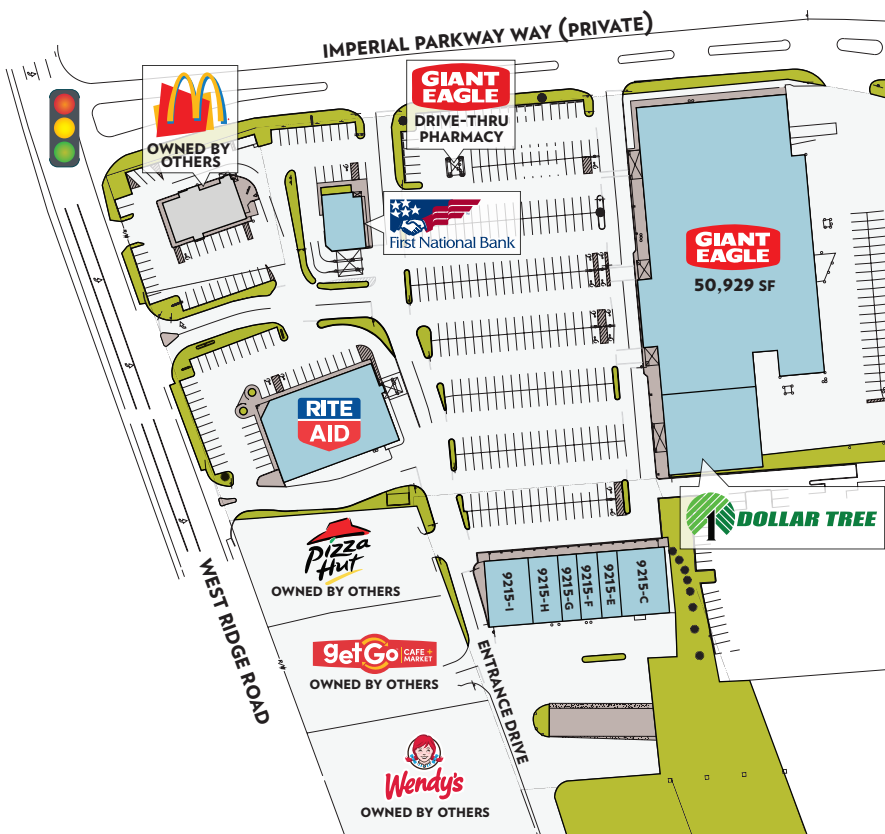 IMPERIAL PARKWAY WAY (PRIVATE)
OWNED BY
OTHERS
GIANT
EAGLE
DRIVE-THRU
PHARMACY
First National Bank
GIANT
EAGLE
50,929 SF
RITE
AID
1
DOLLAR TREE
Pizza
Hut
OWNED BY OTHERS
9215-I
9215-H
9215-G
9215-F
9215-E
9215-C
WEST RIDGE ROAD
getGo CAFE +
MARKET
OWNED BY OTHERS
ENTRANCE DRIVE
Wendy's
OWNED BY OTHERS